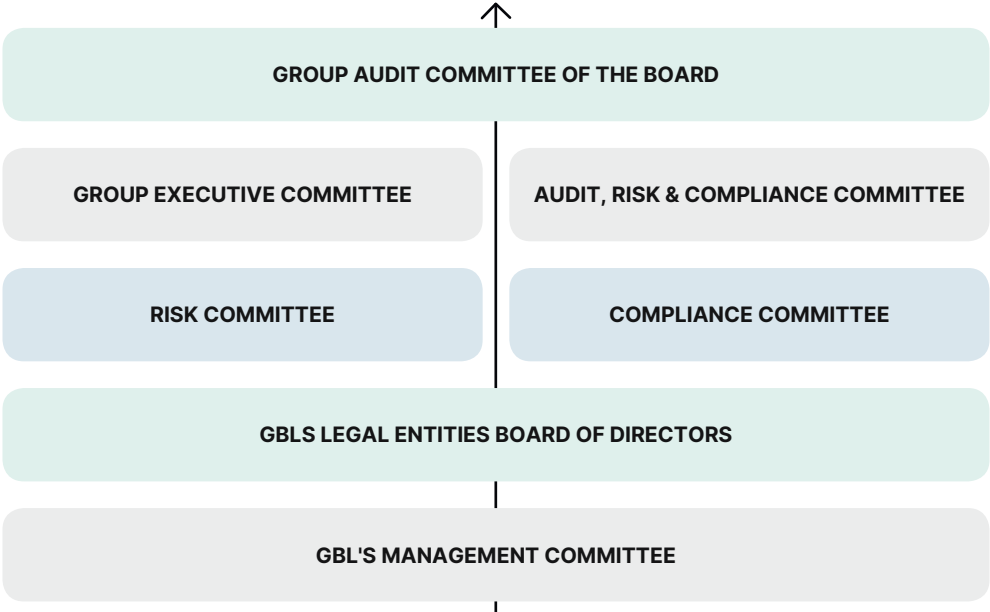 GROUP AUDIT COMMITTEE OF THE BOARD
GROUP EXECUTIVE COMMITTEE
AUDIT, RISK & COMPLIANCE COMMITTEE
RISK COMMITTEE
COMPLIANCE COMMITTEE
GBLS LEGAL ENTITIES BOARD OF DIRECTORS
GBL'S MANAGEMENT COMMITTEE